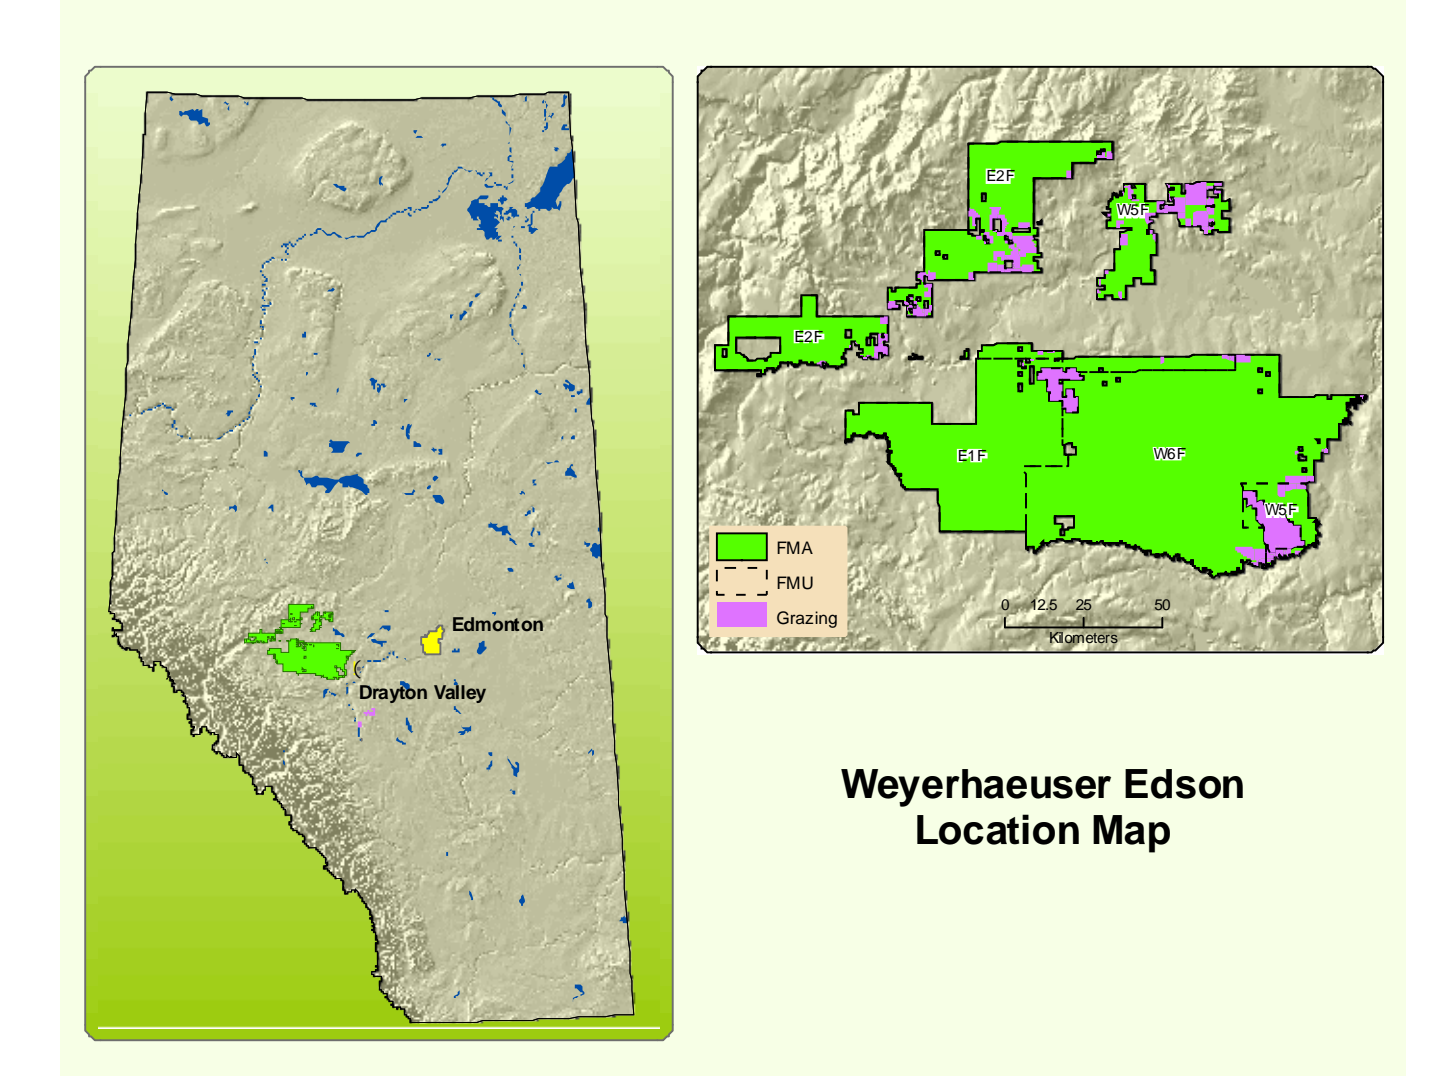 Edmonton
Drayton Valley
E2F
W5F
E2F
E1F
W6F
W5F
FMA
FMU
Grazing
0 12.5 25 50
Kilometers
Weyerhaeuser Edson
Location Map